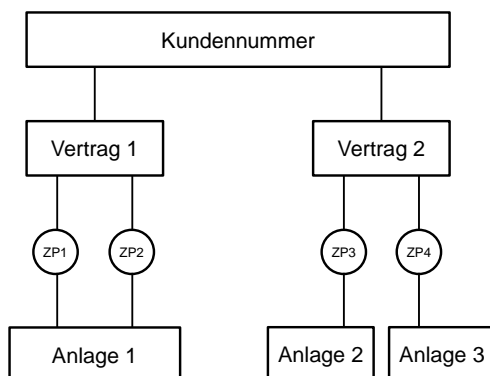 Kundennummer
Vertrag 1
Vertrag 2
ZP1
ZP2
ZP3
ZP4
Anlage 1
Anlage 2
Anlage 3